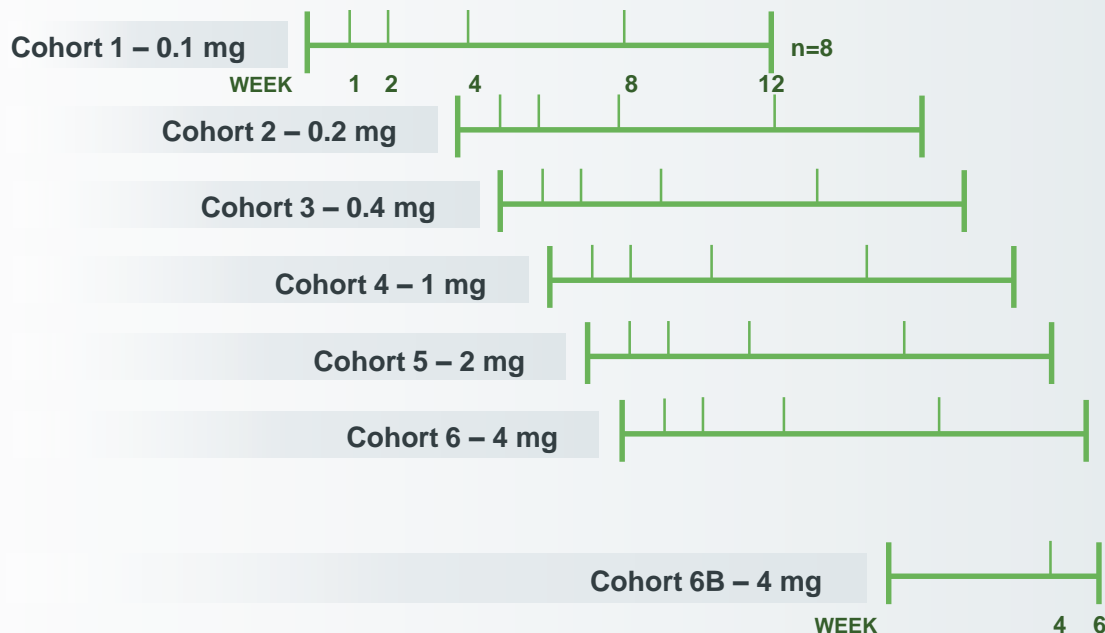 Cohort 1 – 0.1 mg
n=8
WEEK 1 2 4 8 12
Cohort 2 – 0.2 mg
Cohort 3 – 0.4 mg
Cohort 4 – 1 mg
Cohort 5 – 2 mg
Cohort 6 – 4 mg
Cohort 6B – 4 mg
WEEK 4 6